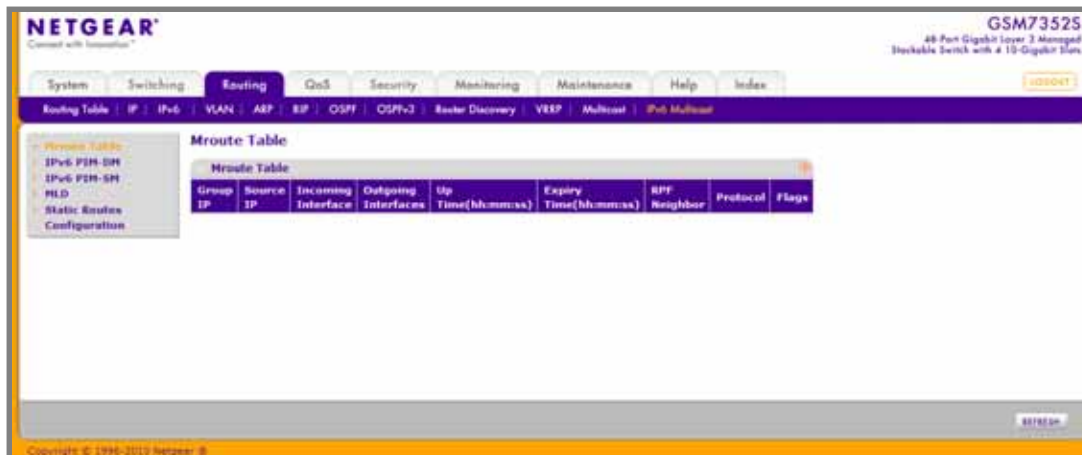 NETGEAR®
Connect with Innovation™
GSM7352S
48-Port Gigabit Layer 3 Managed
Stackable Switch with 4 10-Gigabit Slots
System Switching Routing QoS Security Monitoring Maintenance Help Index
LOGOUT
Routing Table | IP | IPv6 | VLAN | ARP | RIP | OSPF | OSPFv3 | Router Discovery | VRRP | Multicast | IPv6 Multicast
Mroute Table
IPv6 PIM-DM
IPv6 PIM-SM
MLD
Static Routes
Configuration
Mroute Table
Mroute Table
Group IP Source IP Incoming Interface Outgoing Interfaces Up Time(hh:mm:ss) Expiry Time(hh:mm:ss) RPF Neighbor Protocol Flags
REFRESH
Copyright © 1996-2010 Netgear ®